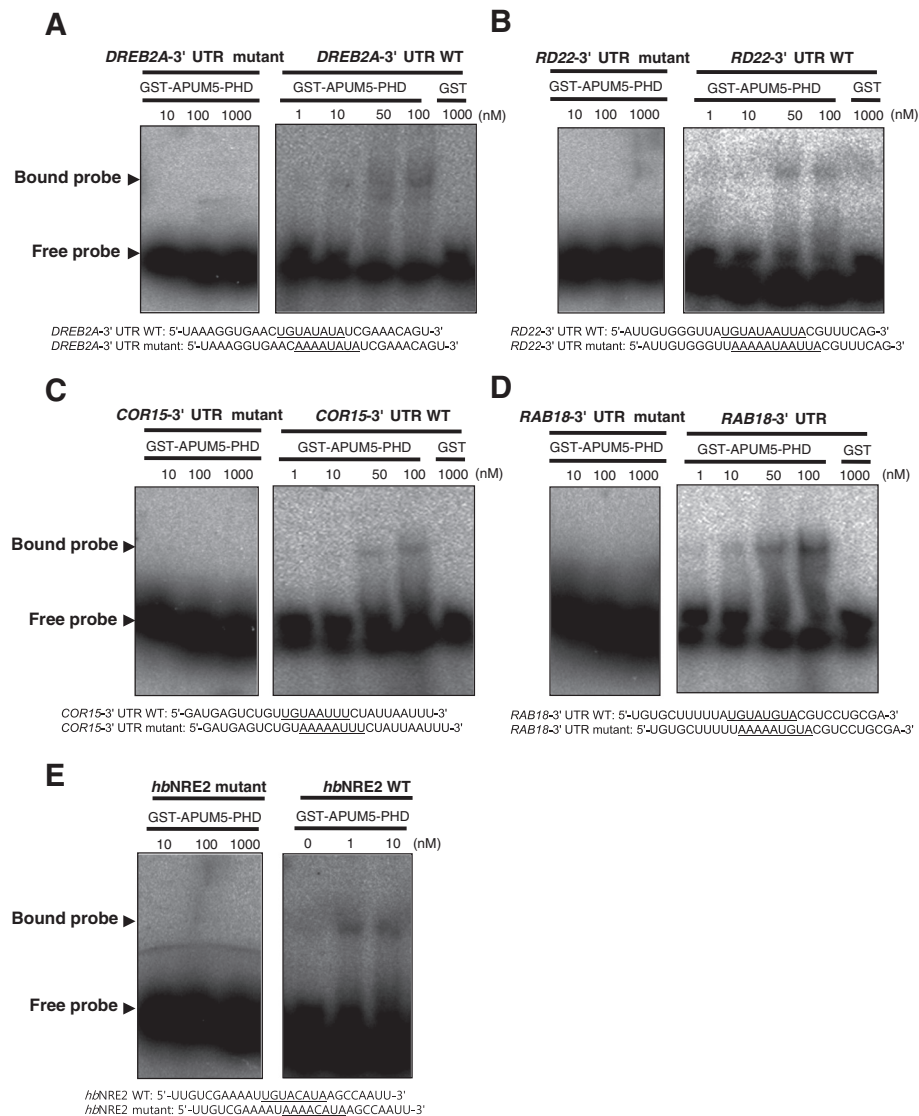 A
DREB2A-3' UTR mutant DREB2A-3' UTR WT
GST-APUM5-PHD GST-APUM5-PHD GST
10 100 1000 1 10 50 100 1000 (nM)
Bound probe
Free probe
DREB2A-3' UTR WT: 5'-UAAAGGUGAACUGUAUAUAUCGAAACAGU-3'
DREB2A-3' UTR mutant: 5'-UAAAGGUGAACAAAAUAUAUCGAAACAGU-3'
B
RD22-3' UTR mutant RD22-3' UTR WT
GST-APUM5-PHD GST-APUM5-PHD GST
10 100 1000 1 10 50 100 1000 (nM)
RD22-3' UTR WT: 5'-AUUGUGGGUUAUGUAUAAUUACGUUUCAG-3'
RD22-3' UTR mutant: 5'-AUUGUGGGUUAAAAAUAAUUACGUUUCAG-3'
C
COR15-3' UTR mutant COR15-3' UTR WT
GST-APUM5-PHD GST-APUM5-PHD GST
10 100 1000 1 10 50 100 1000 (nM)
Bound probe
Free probe
COR15-3' UTR WT: 5'-GAUGAGUCUGUUGUAAUUUCUAUUAAUUU-3'
COR15-3' UTR mutant: 5'-GAUGAGUCUGUAAAAAUUUCUAUUAAUUU-3'
D
RAB18-3' UTR mutant RAB18-3' UTR
GST-APUM5-PHD GST-APUM5-PHD GST
10 100 1000 1 10 50 100 1000 (nM)
RAB18-3' UTR WT: 5'-UGUGCUUUUUAUGUAUGUACGUCCUGCGA-3'
RAB18-3' UTR mutant: 5'-UGUGCUUUUUAAAAAUGUACGUCCUGCGA-3'
E
hbNRE2 mutant hbNRE2 WT
GST-APUM5-PHD GST-APUM5-PHD
10 100 1000 0 1 10 (nM)
Bound probe
Free probe
hbNRE2 WT: 5'-UUGUCGAAAAUUGUACAUAAGCCAAUU-3'
hbNRE2 mutant: 5'-UUGUCGAAAAUAAAACAUAAGCCAAUU-3'